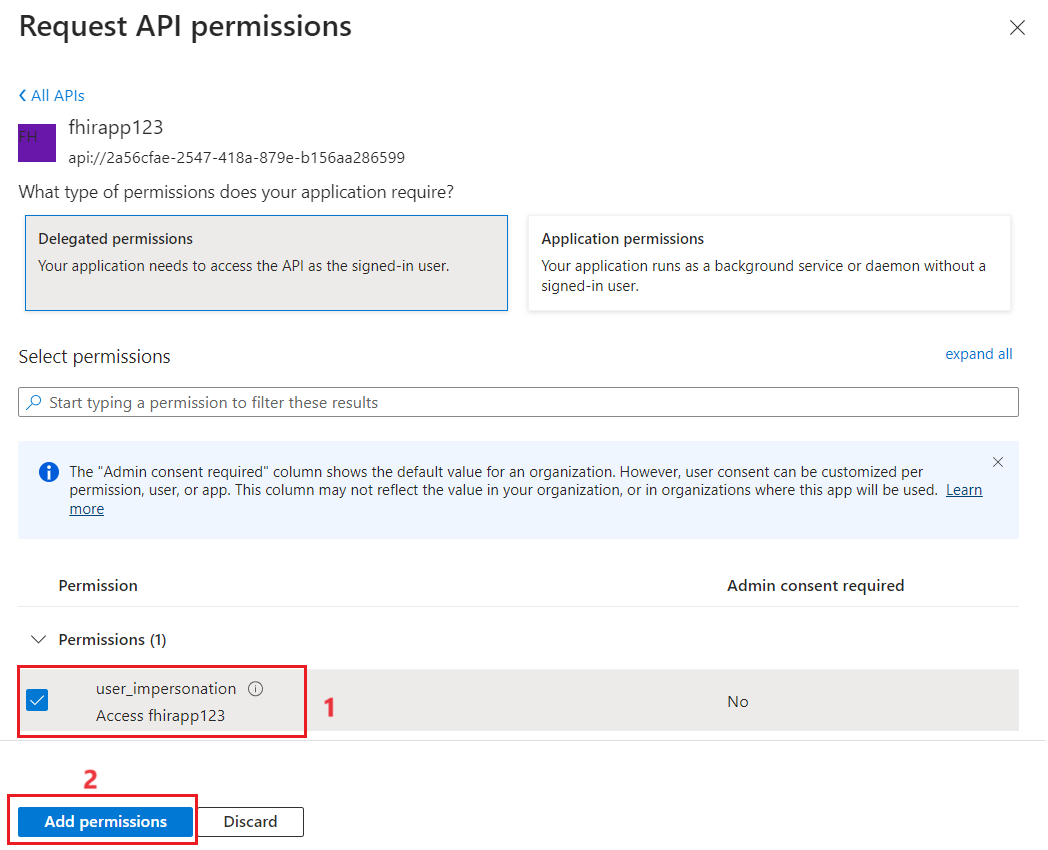 Request API permissions
All APIs
FH
fhirapp123
api://2a56cfae-2547-418a-879e-b156aa286599
What type of permissions does your application require?
Delegated permissions
Your application needs to access the API as the signed-in user.
Application permissions
Your application runs as a background service or daemon without a
signed-in user.
Select permissions
expand all
Start typing a permission to filter these results
The "Admin consent required" column shows the default value for an organization. However, user consent can be customized per
permission, user, or app. This column may not reflect the value in your organization, or in organizations where this app will be used. Learn
more
Permission
Admin consent required
Permissions (1)
user_impersonation
Access fhirapp123
1
No
2
Add permissions
Discard